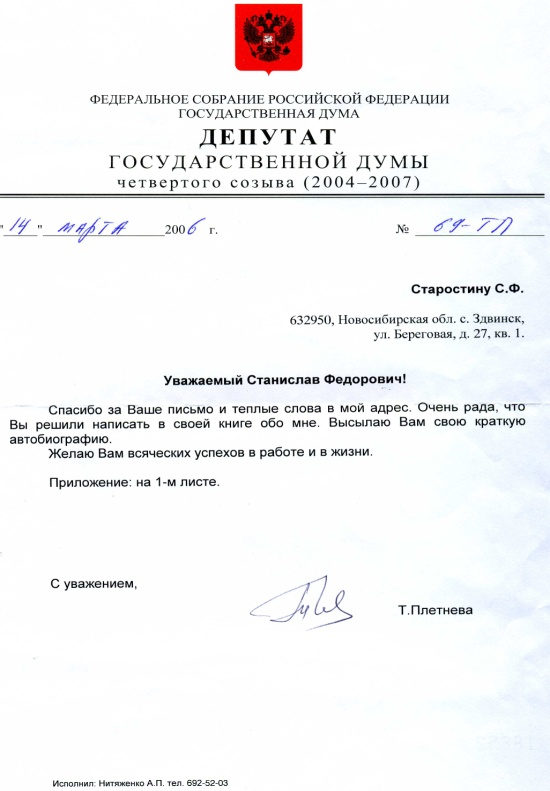 ФЕДЕРАЛЬНОЕ СОБРАНИЕ РОССИЙСКОЙ ФЕДЕРАЦИИ
ГОСУДАРСТВЕННАЯ ДУМА
ДЕПУТАТ
ГОСУДАРСТВЕННОЙ ДУМЫ
четвертого созыва (2004–2007)
"14" марта 2006 г. № 69-ТП
Старостину С.Ф.
632950, Новосибирская обл. с. Здвинск,
ул. Береговая, д. 27, кв. 1.
Уважаемый Станислав Федорович!
Спасибо за Ваше письмо и теплые слова в мой адрес. Очень рада, что
Вы решили написать в своей книге обо мне. Высылаю Вам свою краткую
автобиографию.
Желаю Вам всяческих успехов в работе и в жизни.
Приложение: на 1-м листе.
С уважением,
Т.Плетнева
Исполнил: Нитяженко А.П. тел. 692-52-03